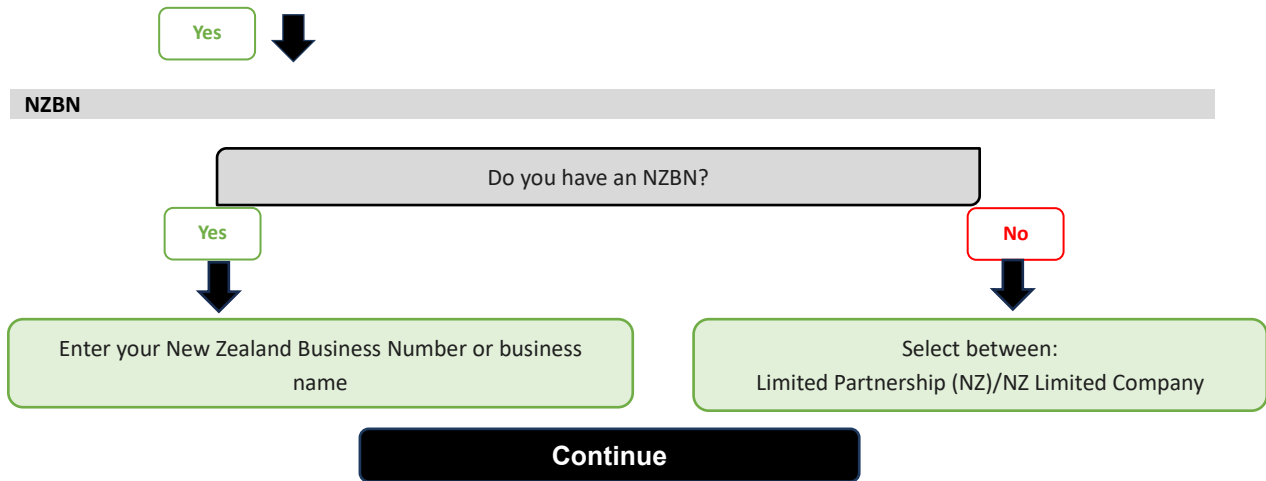 Yes
NZBN
Do you have an NZBN?
Yes
No
Enter your New Zealand Business Number or business
name
Select between:
Limited Partnership (NZ)/NZ Limited Company
Continue